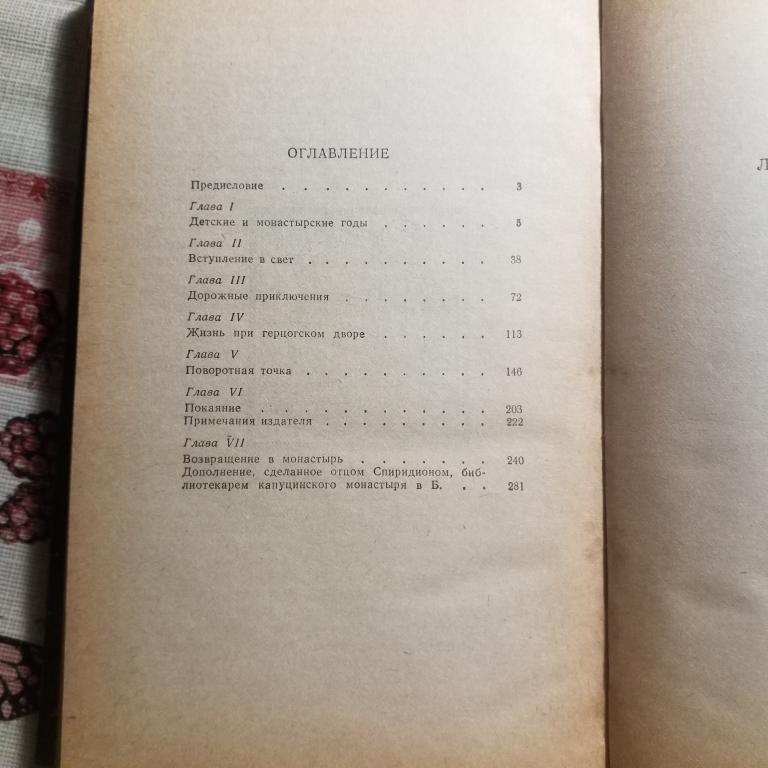 ОГЛАВЛЕНИЕ
Предисловие . . . . . . . . . . . 3
Глава I
Детские и монастырские годы . . . . . . 5
Глава II
Вступление в свет . . . . . . . . . . 38
Глава III
Дорожные приключения . . . . . . . . 72
Глава IV
Жизнь при герцогском дворе . . . . . . 113
Глава V
Поворотная точка . . . . . . . . . . 146
Глава VI
Покаяние . . . . . . . . . . . 203
Примечания издателя . . . . . . . . . 222
Глава VII
Возвращение в монастырь . . . . . . . 240
Дополнение, сделанное отцом Спиридионом, биб-
лиотекарем капуцинского монастыря в Б. . . 281
Л